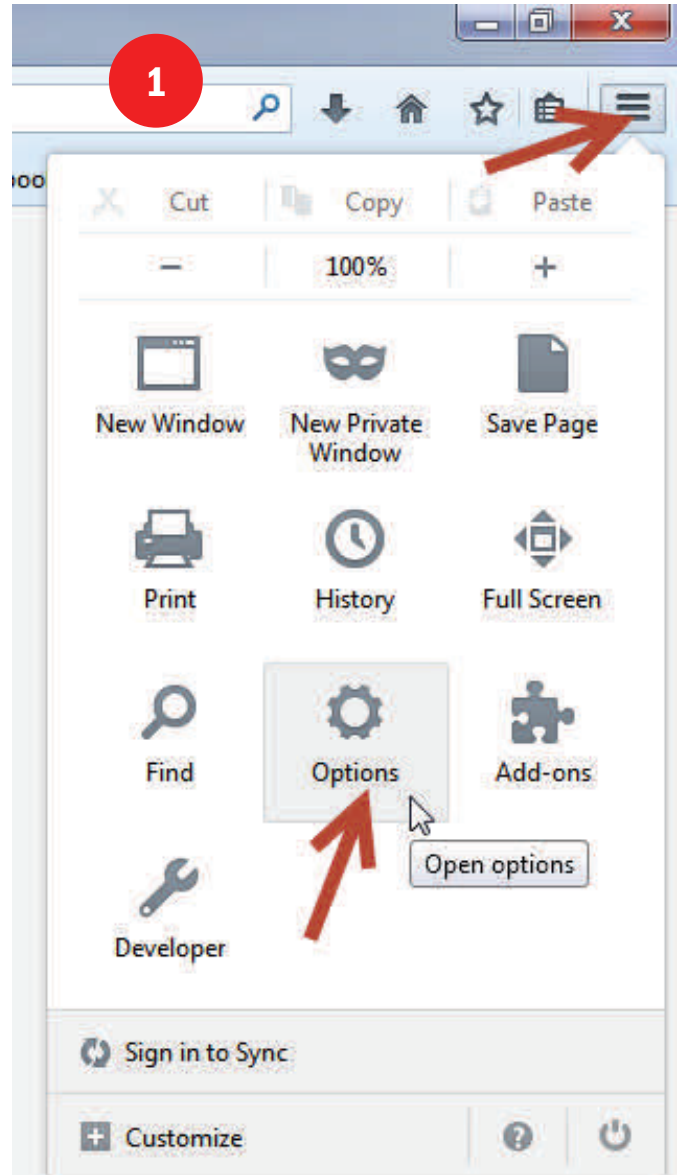 1
Cut Copy Paste
− 100% +
New Window New Private Window Save Page
Print History Full Screen
Find Options Add-ons
Open options
Developer
Sign in to Sync
Customize